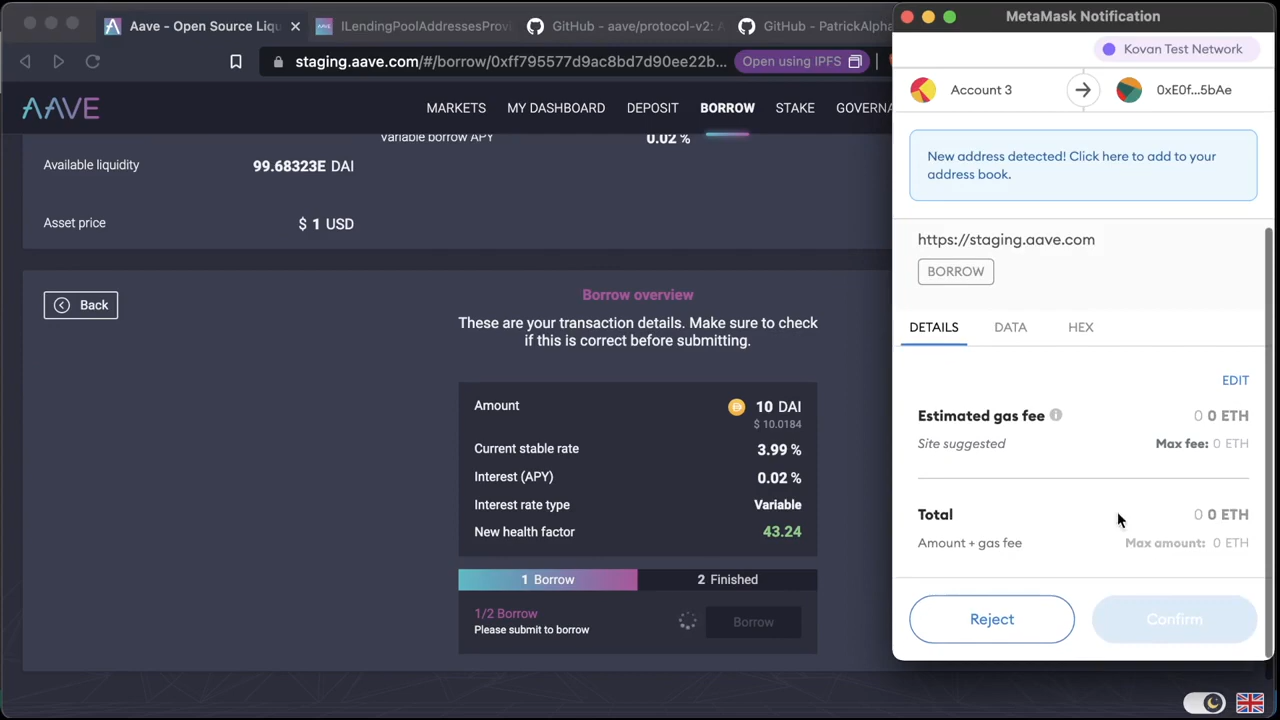 Aave - Open Source Liqu
ILendingPoolAddressesProvi
GitHub - aave/protocol-v2: A
GitHub - PatrickAlpha
staging.aave.com/#/borrow/0xff795577d9ac8bd7d90ee22b...
Open using IPFS
AAVE
MARKETS
MY DASHBOARD
DEPOSIT
BORROW
STAKE
GOVERNA
Variable borrow APY
0.02 %
Available liquidity
99.68323E DAI
Asset price
$ 1 USD
Back
Borrow overview
These are your transaction details. Make sure to check
if this is correct before submitting.
Amount
10 DAI
$ 10.0184
Current stable rate
3.99 %
Interest (APY)
0.02 %
Interest rate type
Variable
New health factor
43.24
1 Borrow
2 Finished
1/2 Borrow
Please submit to borrow
Borrow
MetaMask Notification
Kovan Test Network
Account 3
0xE0f...5bAe
New address detected! Click here to add to your
address book.
https://staging.aave.com
BORROW
DETAILS
DATA
HEX
EDIT
Estimated gas fee
0 0 ETH
Site suggested
Max fee: 0 ETH
Total
0 0 ETH
Amount + gas fee
Max amount: 0 ETH
Reject
Confirm